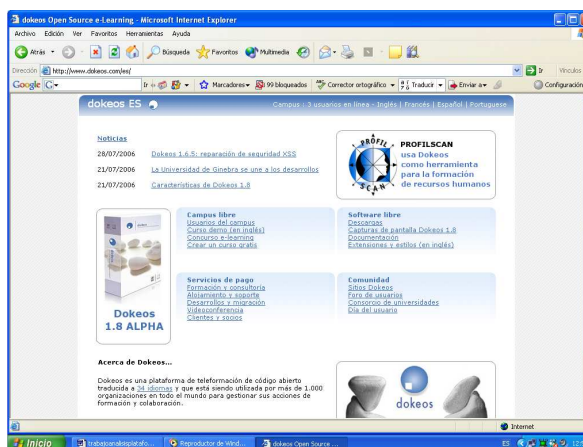 dokeos Open Source e-Learning - Microsoft Internet Explorer
Archivo Edición Ver Favoritos Herramientas Ayuda
Atrás Búsqueda Favoritos Multimedia
Dirección http://www.dokeos.com/es/ Ir Vínculos
Google G Ir Marcadores 99 bloqueados Corrector ortográfico Traducir Enviar a Configuración
dokeos ES Campus : 3 usuarios en línea - Inglés | Francés | Español | Portuguese
Noticias
28/07/2006 Dokeos 1.6.5: reparación de seguridad XSS
21/07/2006 La Universidad de Ginebra se une a los desarrollos
21/07/2006 Características de Dokeos 1.8
PROFIL
SCAN
PROFILSCAN
usa Dokeos
como herramienta
para la formación
de recursos humanos
Campus libre
Usuarios del campus
Curso demo (en inglés)
Concurso e-learning
Crear un curso gratis
Software libre
Descargas
Capturas de pantalla Dokeos 1.8
Documentación
Extensiones y estilos (en inglés)
Servicios de pago
Formación y consultoría
Alojamiento y soporte
Desarrollos y migración
Videoconferencia
Clientes y socios
Comunidad
Sitios Dokeos
Foro de usuarios
Consorcio de universidades
Día del usuario
Dokeos
1.8 ALPHA
Acerca de Dokeos...
Dokeos es una plataforma de teleformación de código abierto
traducida a 34 idiomas y que está siendo utilizada por más de 1.000
organizaciones en todo el mundo para gestionar sus acciones de
formación y colaboración.
dokeos
Internet
Inicio trabajoanalisisplatafo... Reproductor de Wind... dokeos Open Source ... ES